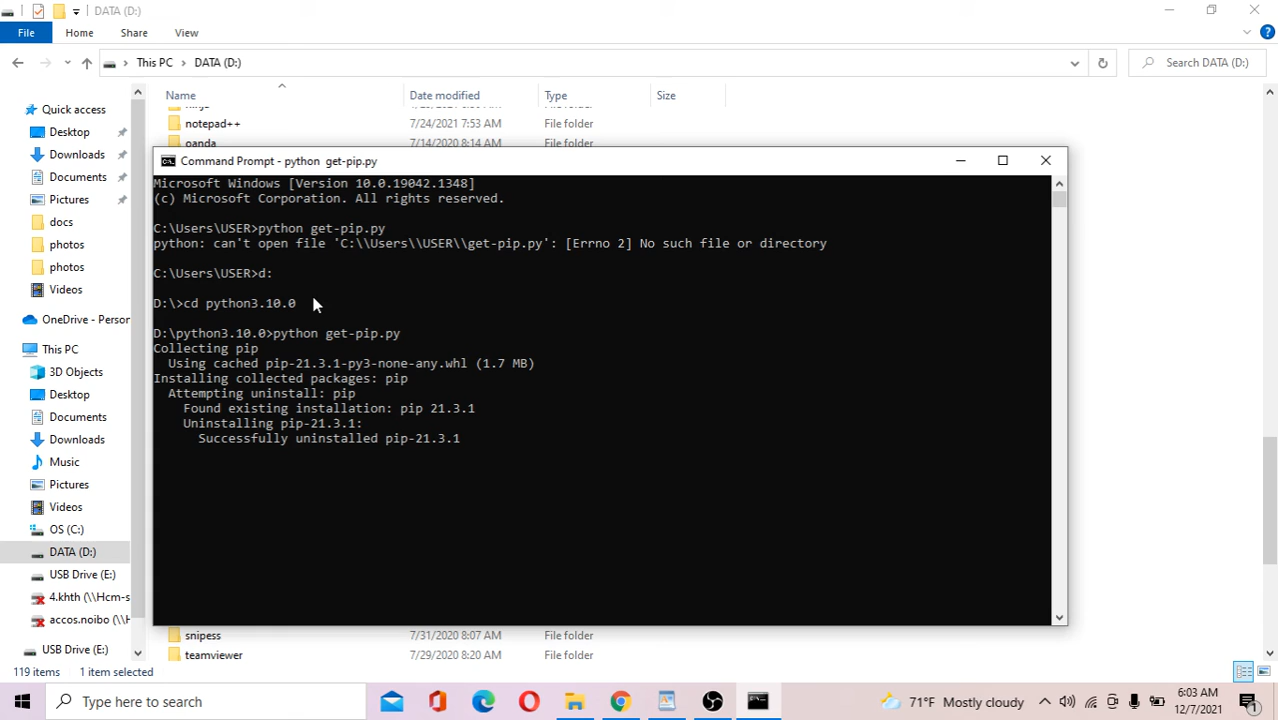 DATA (D:)
File Home Share View
This PC > DATA (D:)
Search DATA (D:)
Name Date modified Type Size
Quick access
Desktop
Downloads
Documents
Pictures
docs
photos
photos
Videos
OneDrive - Person
This PC
3D Objects
Desktop
Documents
Downloads
Music
Pictures
Videos
OS (C:)
DATA (D:)
USB Drive (E:)
4.khth (\\Hcm-s
accos.noibo (\\H
USB Drive (E:)
notepad++ 7/24/2021 7:53 AM File folder
oanda 7/14/2020 8:14 AM File folder
Command Prompt - python get-pip.py
Microsoft Windows [Version 10.0.19042.1348]
(c) Microsoft Corporation. All rights reserved.
C:\Users\USER>python get-pip.py
python: can't open file 'C:\\Users\\USER\\get-pip.py': [Errno 2] No such file or directory
C:\Users\USER>d:
D:\>cd python3.10.0
D:\python3.10.0>python get-pip.py
Collecting pip
Using cached pip-21.3.1-py3-none-any.whl (1.7 MB)
Installing collected packages: pip
Attempting uninstall: pip
Found existing installation: pip 21.3.1
Uninstalling pip-21.3.1:
Successfully uninstalled pip-21.3.1
snipess 7/31/2020 8:07 AM File folder
teamviewer 7/29/2020 8:20 AM File folder
119 items 1 item selected
Type here to search
71°F Mostly cloudy
6:03 AM
12/7/2021
1